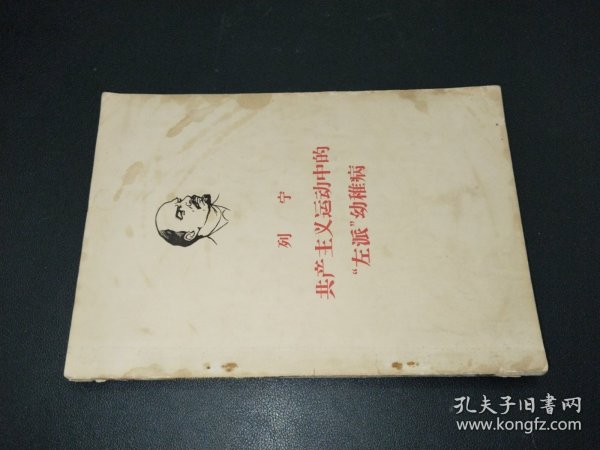 列 宁
共产主义运动中的
“左派”幼稚病
孔夫子旧書网
www.kongfz.com